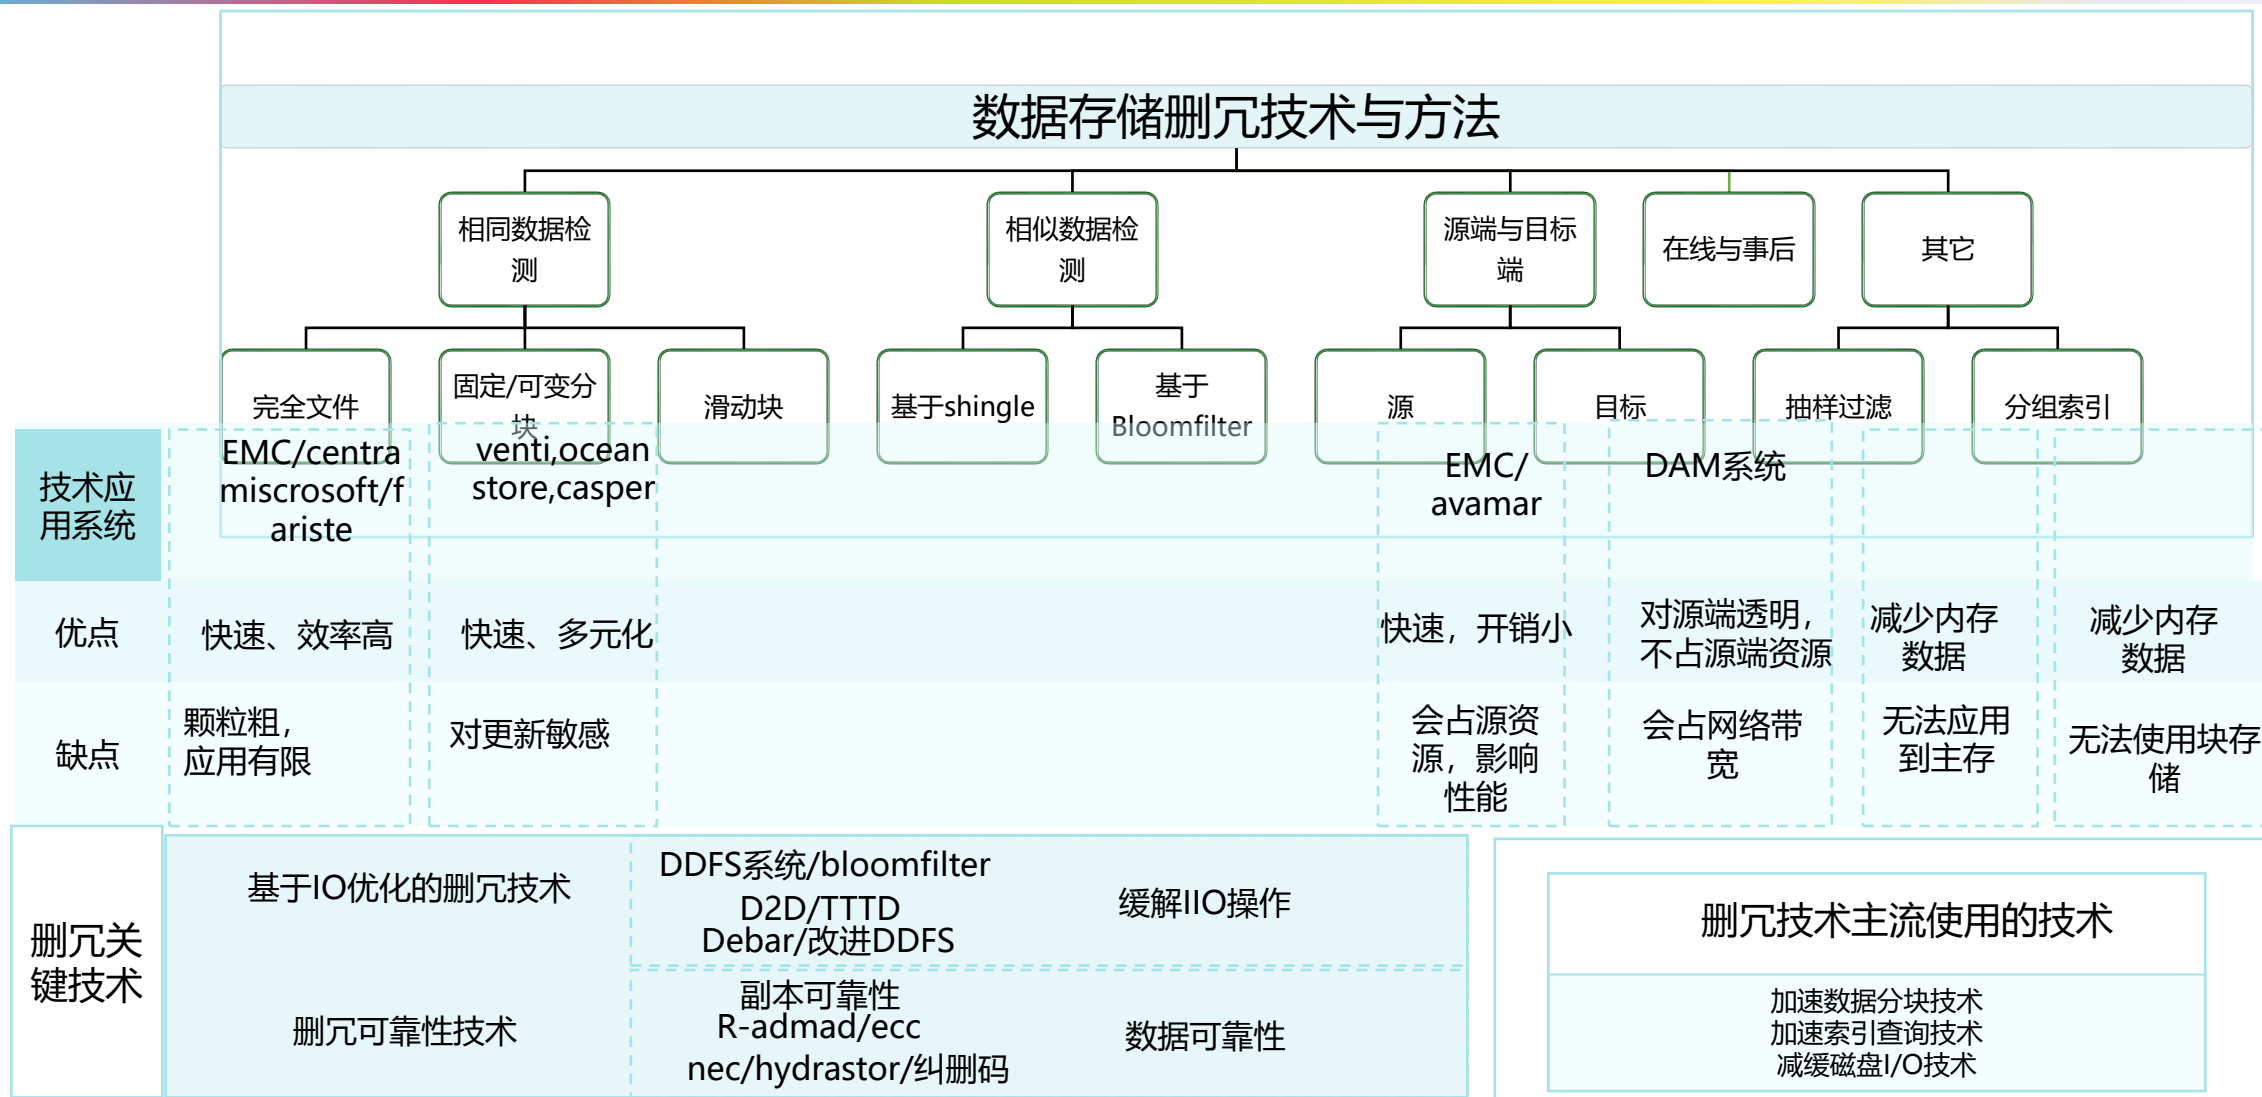 数据存储删冗技术与方法
相同数据检
测
相似数据检
测
源端与目标
端
在线与事后
其它
完全文件
固定/可变分
块
滑动块
基于shingle
基于
Bloomfilter
源
目标
抽样过滤
分组索引
技术应
用系统
EMC/centra
miscrosoft/f
ariste
venti,ocean
store,casper
EMC/
avamar
DAM系统
优点
快速、效率高
快速、多元化
快速，开销小
对源端透明，
不占源端资源
减少内存
数据
减少内存
数据
缺点
颗粒粗，
应用有限
对更新敏感
会占源资
源，影响
性能
会占网络带
宽
无法应用
到主存
无法使用块存
储
删冗关
键技术
基于IO优化的删冗技术
DDFS系统/bloomfilter
D2D/TTTD
Debar/改进DDFS
缓解IIO操作
删冗可靠性技术
副本可靠性
R-admad/ecc
nec/hydrastor/纠删码
数据可靠性
删冗技术主流使用的技术
加速数据分块技术
加速索引查询技术
减缓磁盘I/O技术